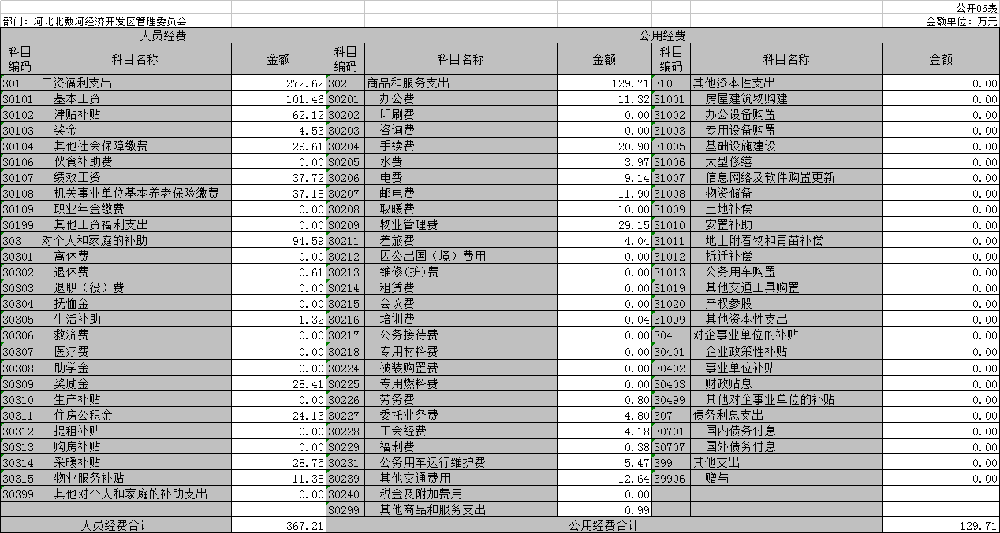 公开06表
部门：河北北戴河经济开发区管理委员会 金额单位：万元
人员经费 公用经费
科目编码 科目名称 金额 科目编码 科目名称 金额 科目编码 科目名称 金额
301 工资福利支出 272.62 302 商品和服务支出 129.71 310 其他资本性支出 0.00
30101 基本工资 101.46 30201 办公费 11.32 31001 房屋建筑物购建 0.00
30102 津贴补贴 62.12 30202 印刷费 0.00 31002 办公设备购置 0.00
30103 奖金 4.53 30203 咨询费 0.00 31003 专用设备购置 0.00
30104 其他社会保障缴费 29.61 30204 手续费 20.90 31005 基础设施建设 0.00
30106 伙食补助费 0.00 30205 水费 3.97 31006 大型修缮 0.00
30107 绩效工资 37.72 30206 电费 9.14 31007 信息网络及软件购置更新 0.00
30108 机关事业单位基本养老保险缴费 37.18 30207 邮电费 11.90 31008 物资储备 0.00
30109 职业年金缴费 0.00 30208 取暖费 10.00 31009 土地补偿 0.00
30199 其他工资福利支出 0.00 30209 物业管理费 29.15 31010 安置补助 0.00
303 对个人和家庭的补助 94.59 30211 差旅费 4.04 31011 地上附着物和青苗补偿 0.00
30301 离休费 0.00 30212 因公出国（境）费用 0.00 31012 拆迁补偿 0.00
30302 退休费 0.61 30213 维修(护)费 0.00 31013 公务用车购置 0.00
30303 退职（役）费 0.00 30214 租赁费 0.00 31019 其他交通工具购置 0.00
30304 抚恤金 0.00 30215 会议费 0.00 31020 产权参股 0.00
30305 生活补助 1.32 30216 培训费 0.04 31099 其他资本性支出 0.00
30306 救济费 0.00 30217 公务接待费 0.00 304 对企事业单位的补贴 0.00
30307 医疗费 0.00 30218 专用材料费 0.00 30401 企业政策性补贴 0.00
30308 助学金 0.00 30224 被装购置费 0.00 30402 事业单位补贴 0.00
30309 奖励金 28.41 30225 专用燃料费 0.00 30403 财政贴息 0.00
30310 生产补贴 0.00 30226 劳务费 0.80 30499 其他对企事业单位的补贴 0.00
30311 住房公积金 24.13 30227 委托业务费 4.80 307 债务利息支出 0.00
30312 提租补贴 0.00 30228 工会经费 4.18 30701 国内债务付息 0.00
30313 购房补贴 0.00 30229 福利费 0.38 30707 国外债务付息 0.00
30314 采暖补贴 28.75 30231 公务用车运行维护费 5.47 399 其他支出 0.00
30315 物业服务补贴 11.38 30239 其他交通费用 12.64 39906 赠与 0.00
30399 其他对个人和家庭的补助支出 0.00 30240 税金及附加费用 0.00
30299 其他商品和服务支出 0.99
人员经费合计 367.21 公用经费合计 129.71